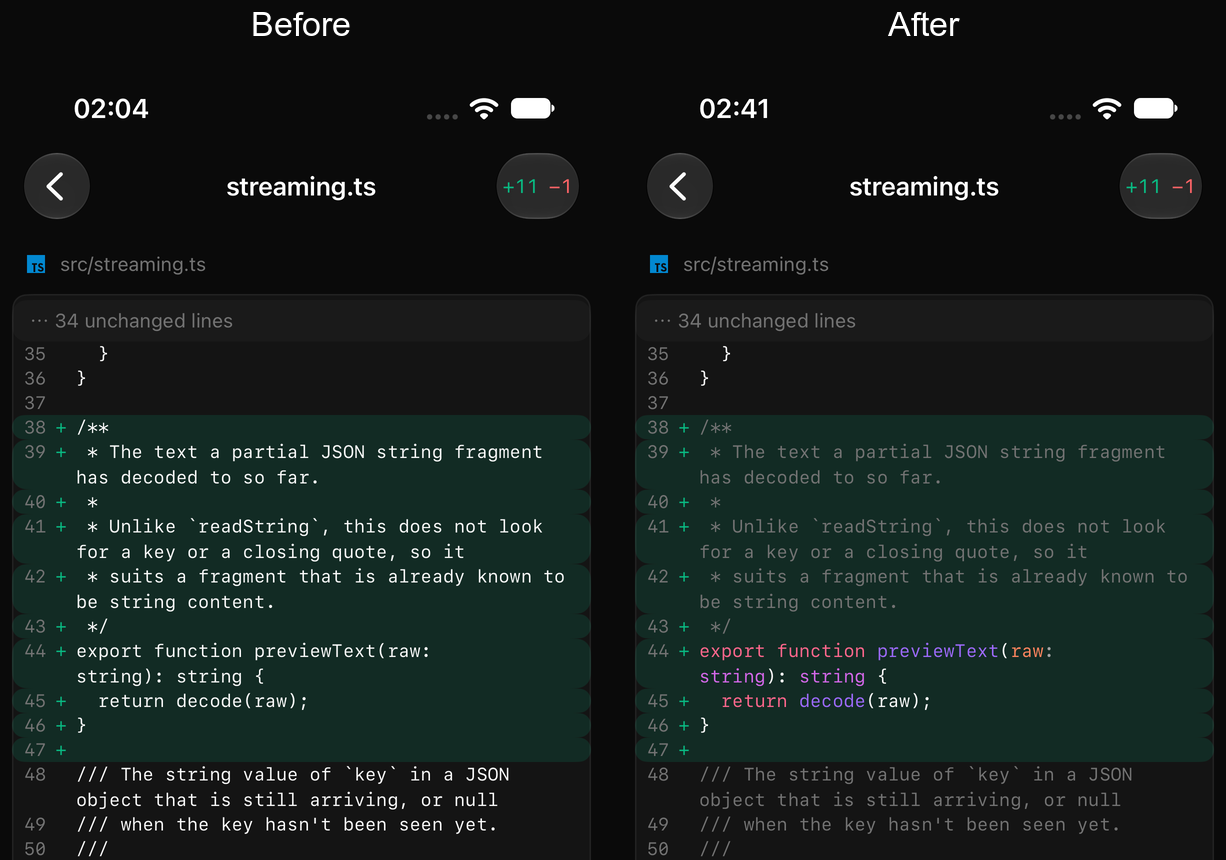 Before
02:04
streaming.ts
+11 −1
TS src/streaming.ts
··· 34 unchanged lines
35   }
36 }
37
38 + /**
39 +  * The text a partial JSON string fragment
has decoded to so far.
40 +  *
41 +  * Unlike `readString`, this does not look
for a key or a closing quote, so it
42 +  * suits a fragment that is already known to
be string content.
43 +  */
44 + export function previewText(raw:
string): string {
45 +   return decode(raw);
46 + }
47 +
48 /// The string value of `key` in a JSON
object that is still arriving, or null
49 /// when the key hasn't been seen yet.
50 ///
After
02:41
streaming.ts
+11 −1
TS src/streaming.ts
··· 34 unchanged lines
35   }
36 }
37
38 + /**
39 +  * The text a partial JSON string fragment
has decoded to so far.
40 +  *
41 +  * Unlike `readString`, this does not look
for a key or a closing quote, so it
42 +  * suits a fragment that is already known to
be string content.
43 +  */
44 + export function previewText(raw:
string): string {
45 +   return decode(raw);
46 + }
47 +
48 /// The string value of `key` in a JSON
object that is still arriving, or null
49 /// when the key hasn't been seen yet.
50 ///